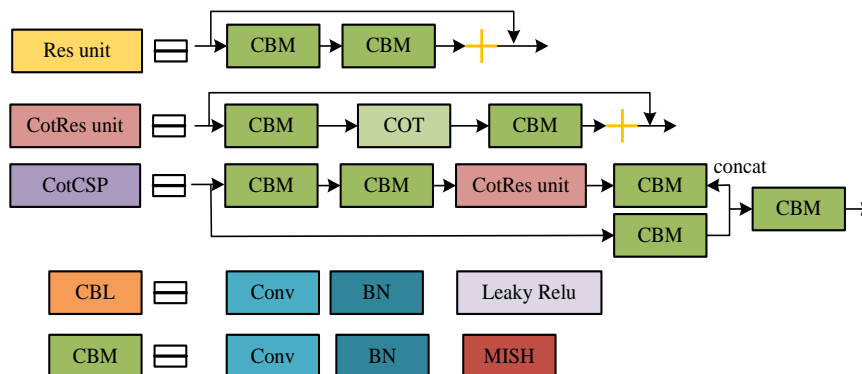 Res unit CBM CBM
CotRes unit CBM COT CBM
concat
CotCSP CBM CBM CotRes unit CBM
CBM
CBM
CBL Conv BN Leaky Relu
CBM Conv BN MISH